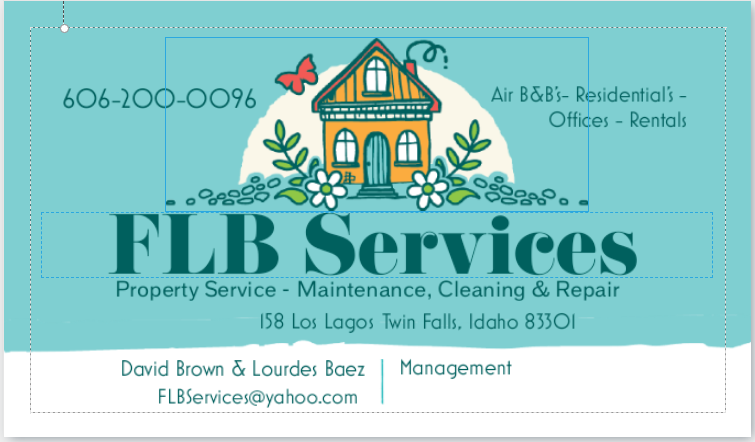 606-200-0096
Air B&B's- Residential's -
Offices - Rentals
FLB Services
Property Service - Maintenance, Cleaning & Repair
158 Los Lagos Twin Falls, Idaho 83301
David Brown & Lourdes Baez
Management
FLBServices@yahoo.com